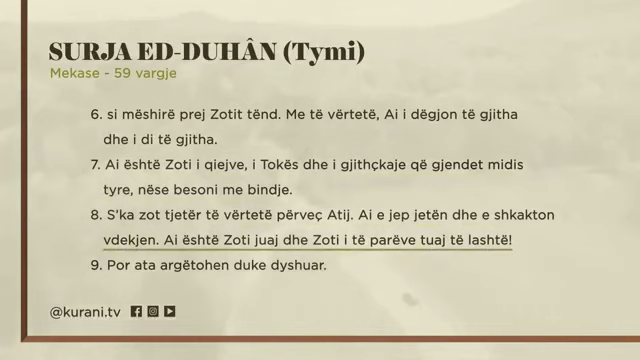 SURJA ED-DUHÂN (Tymi)
Mekase - 59 vargje
6. si mëshirë prej Zotit tënd. Me të vërtetë, Ai i dëgjon të gjitha
dhe i di të gjitha.
7. Ai është Zoti i qiejve, i Tokës dhe i gjithçkaje që gjendet midis
tyre, nëse besoni me bindje.
8. S'ka zot tjetër të vërtetë përveç Atij. Ai e jep jetën dhe e shkakton
vdekjen. Ai është Zoti juaj dhe Zoti i të parëve tuaj të lashtë!
9. Por ata argëtohen duke dyshuar.
@kurani.tv